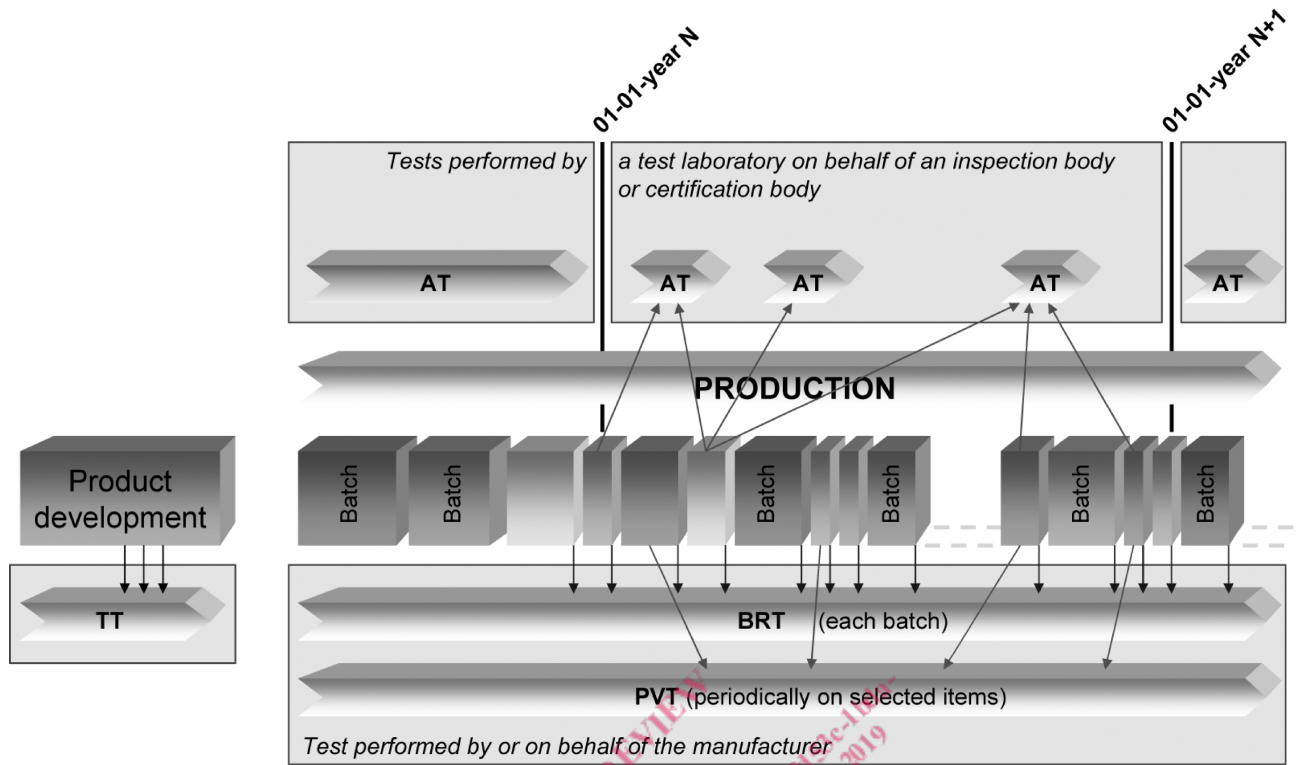 01-01-year N
01-01-year N+1
Tests performed by
a test laboratory on behalf of an inspection body
or certification body
AT
AT
AT
AT
AT
PRODUCTION
Product
development
Batch
Batch
Batch
Batch
Batch
Batch
TT
BRT (each batch)
PVT (periodically on selected items)
Test performed by or on behalf of the manufacturer
2019